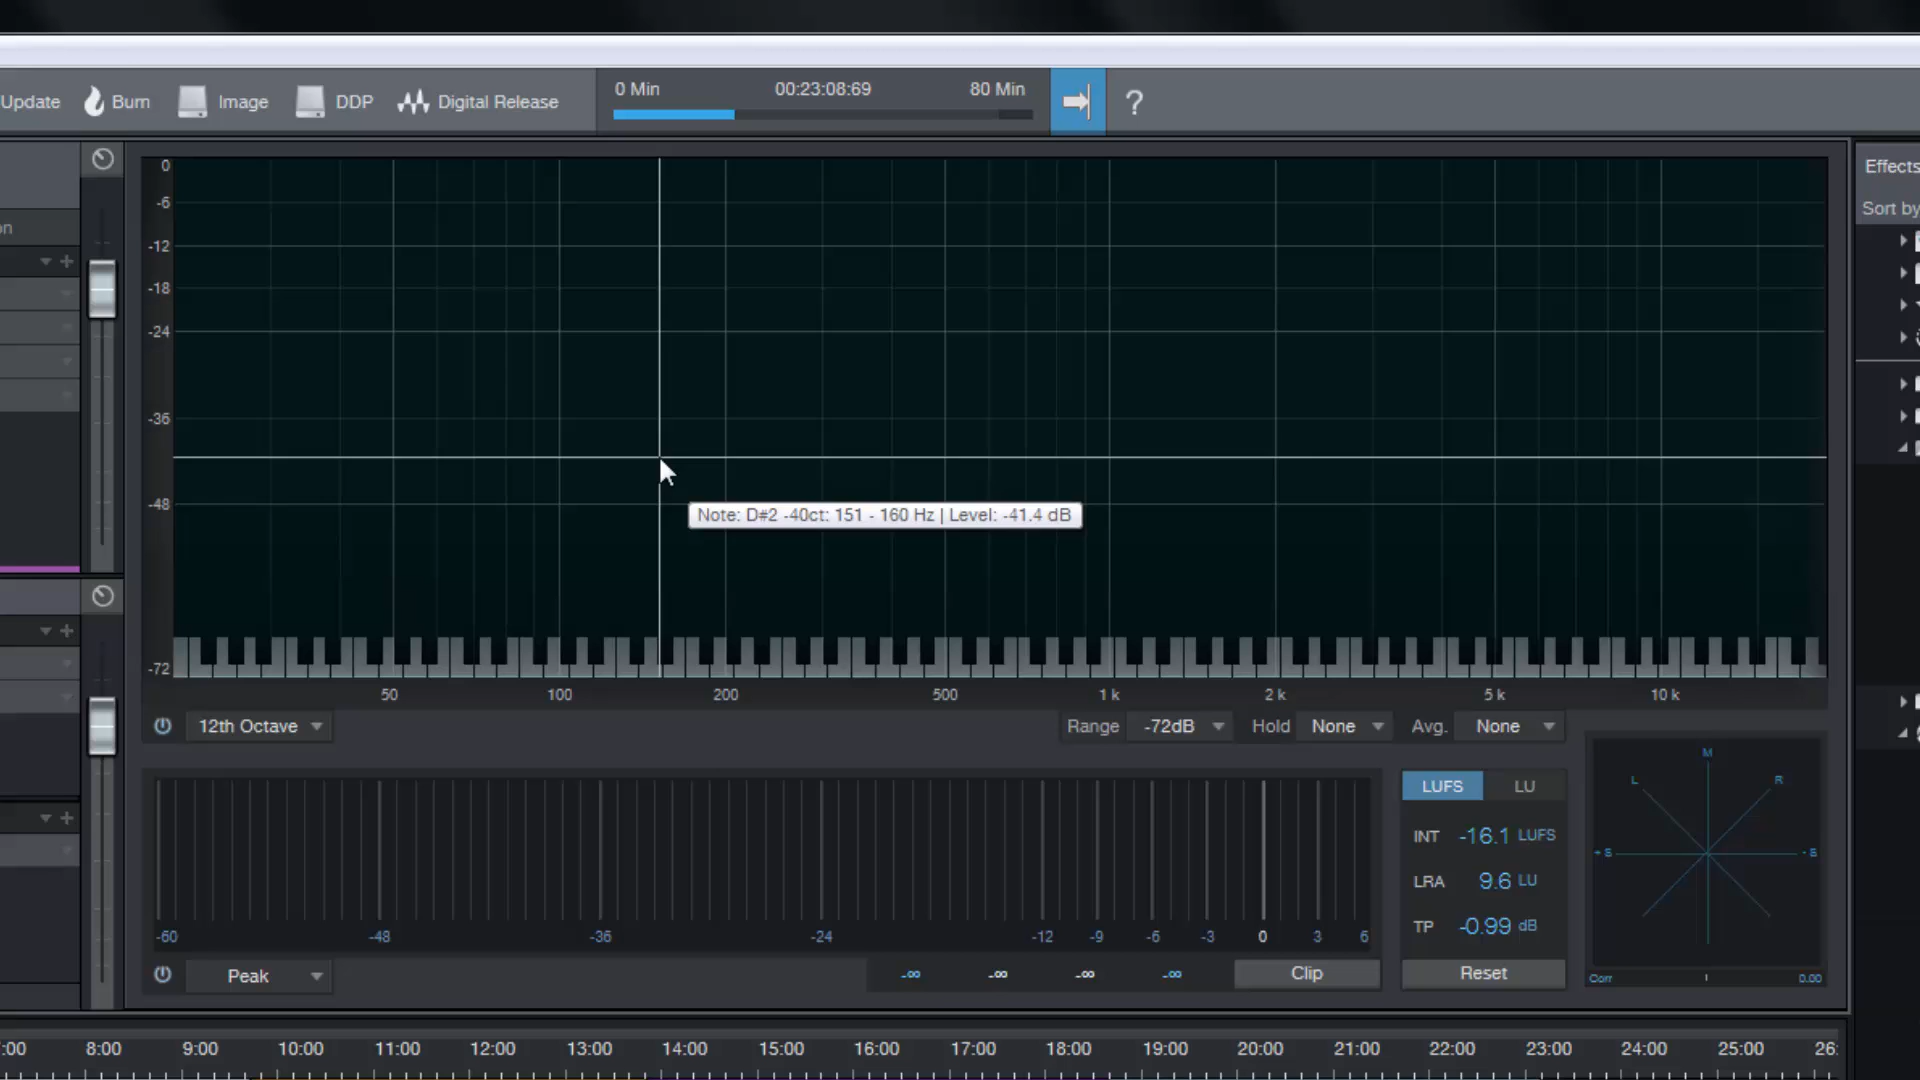 Update Burn Image DDP Digital Release
0 Min 00:23:08:69 80 Min
?
Effects
Sort by
on
0
-6
-12
-18
-24
-36
-48
-72
Note: D#2 -40ct: 151 - 160 Hz | Level: -41.4 dB
50 100 200 500 1 k 2 k 5 k 10 k
12th Octave Range -72dB Hold None Avg. None
LUFS LU
INT -16.1 LUFS
LRA 9.6 LU
TP -0.99 dB
Reset
M
L R
+ S - S
Corr 0.00
-60 -48 -36 -24 -12 -9 -6 -3 0 3 6
Peak -∞ -∞ -∞ -∞ Clip
:00 8:00 9:00 10:00 11:00 12:00 13:00 14:00 15:00 16:00 17:00 18:00 19:00 20:00 21:00 22:00 23:00 24:00 25:00 26: